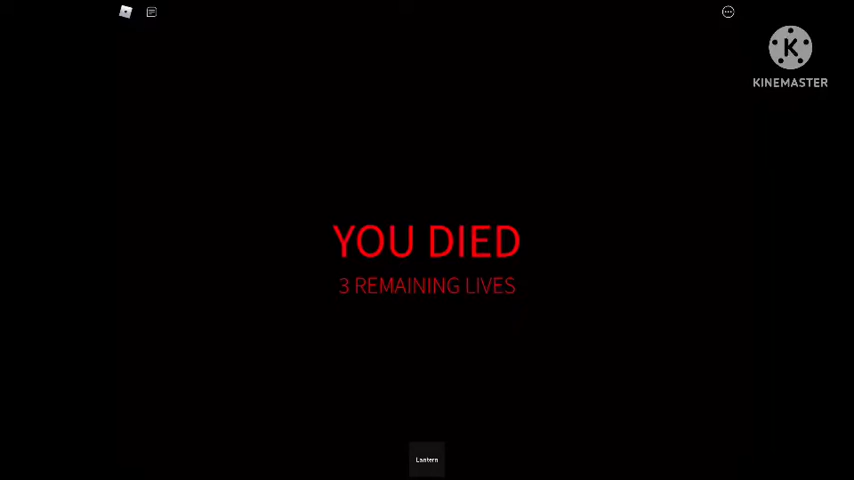 K
KINEMASTER
YOU DIED
3 REMAINING LIVES
Lantern